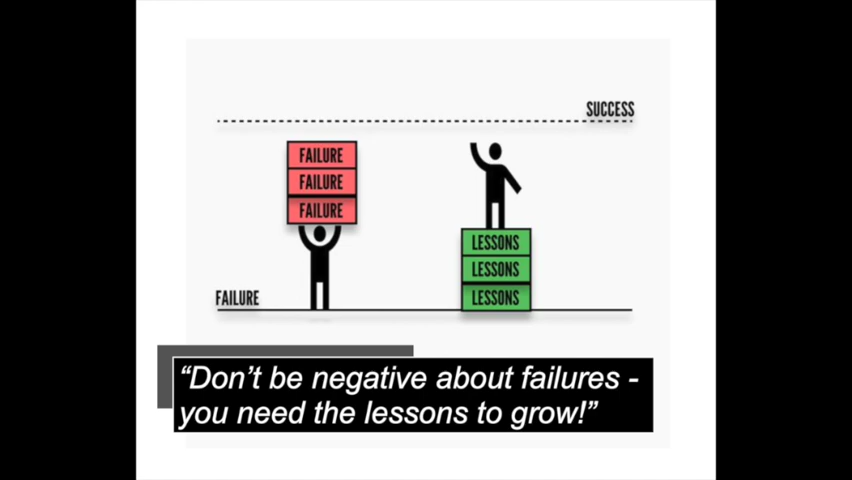 SUCCESS
FAILURE
FAILURE
FAILURE
LESSONS
LESSONS
LESSONS
FAILURE
“Don’t be negative about failures -
you need the lessons to grow!”